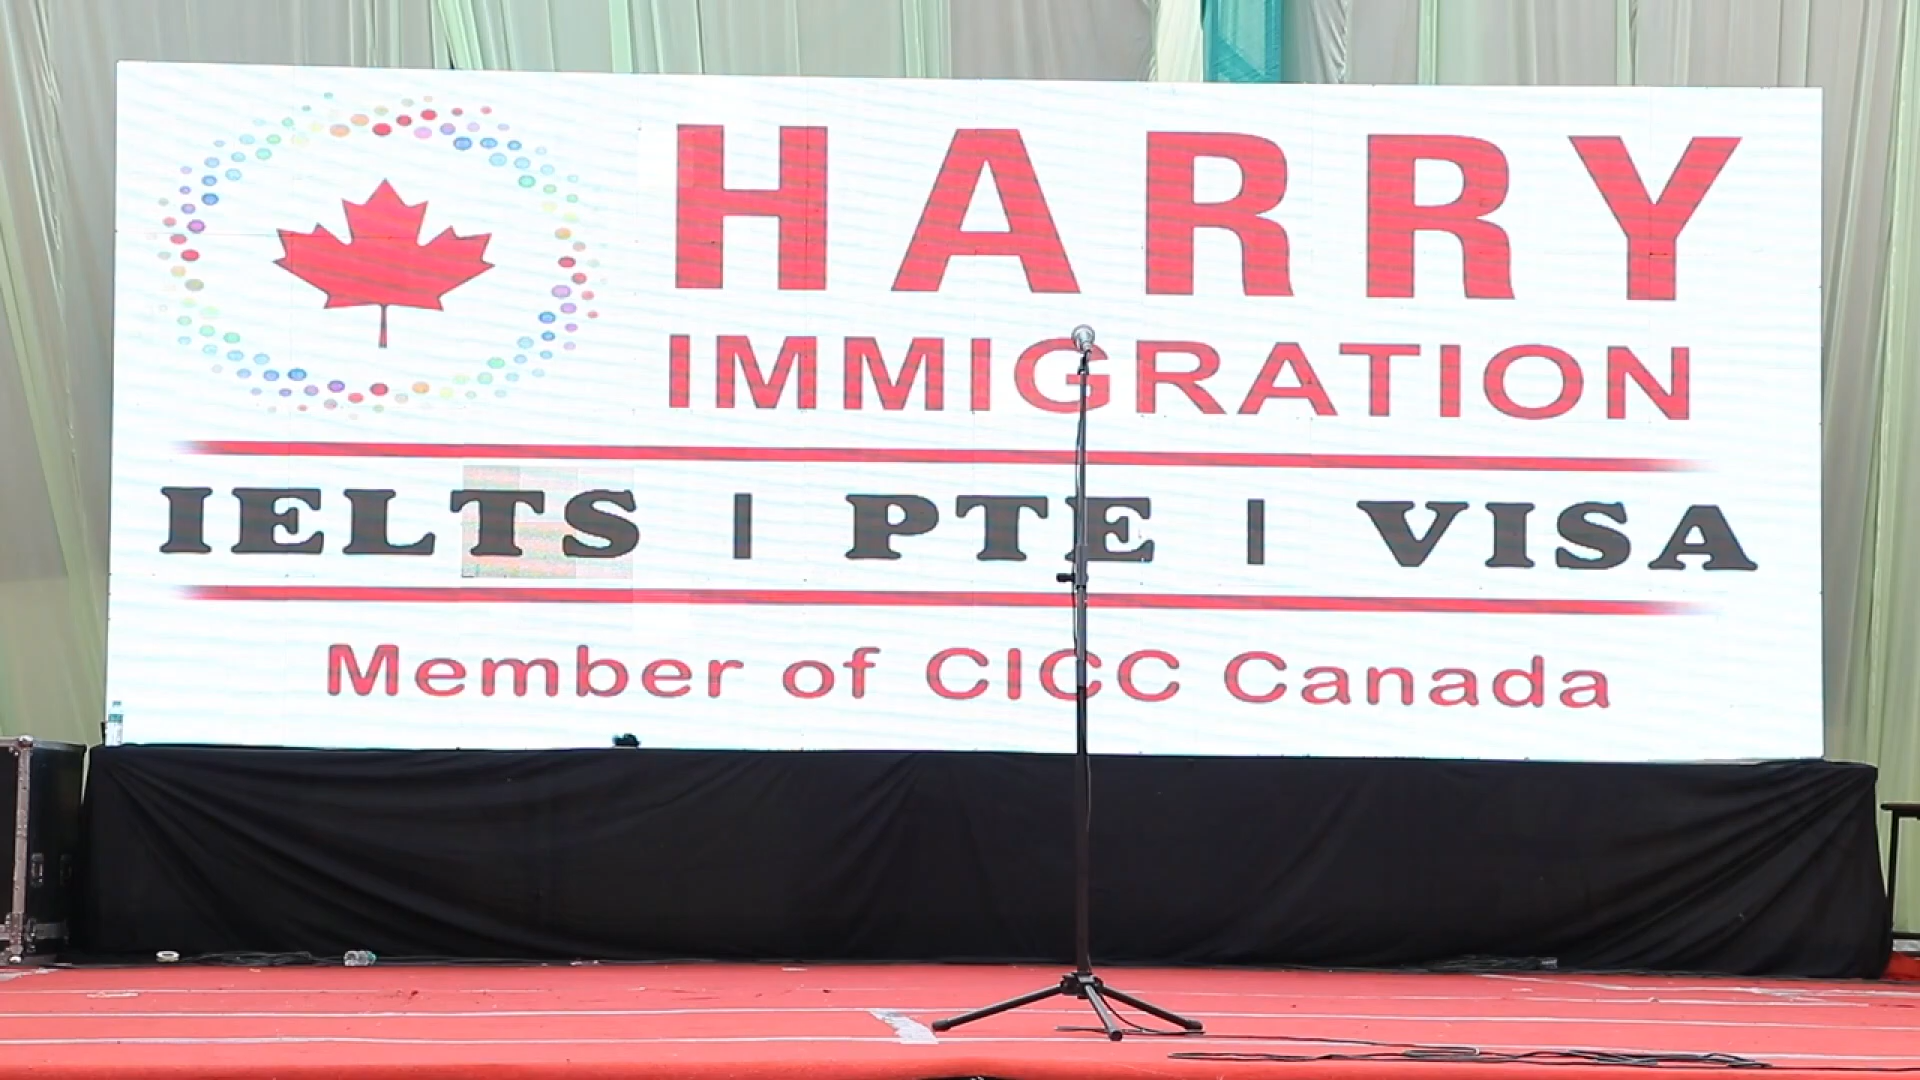 HARRY
IMMIGRATION
IELTS | PTE | VISA
Member of CICC Canada